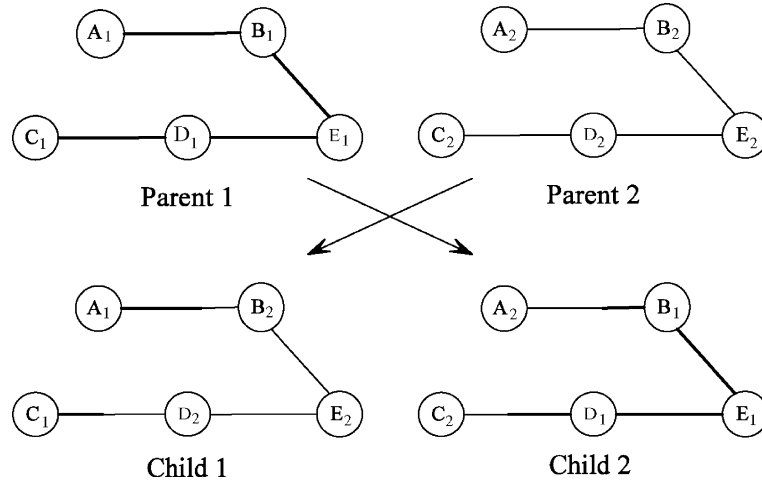 A₁ B₁ A₂ B₂
C₁ D₁ E₁ C₂ D₂ E₂
Parent 1 Parent 2
A₁ B₂ A₂ B₁
C₁ D₂ E₂ C₂ D₁ E₁
Child 1 Child 2